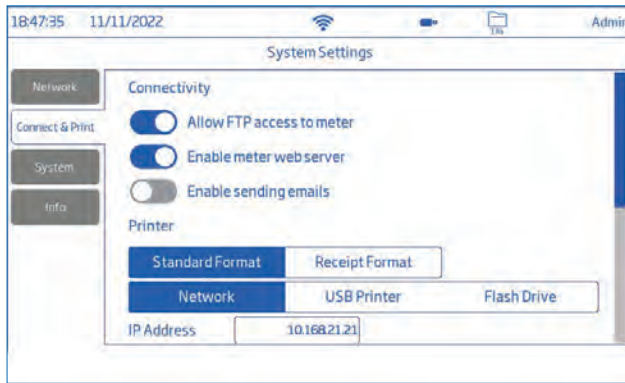 18:47:35 11/11/2022 Admin
System Settings
Network
Connect & Print
System
Info
Connectivity
Allow FTP access to meter
Enable meter web server
Enable sending emails
Printer
Standard Format Receipt Format
Network USB Printer Flash Drive
IP Address 10.168.21.21